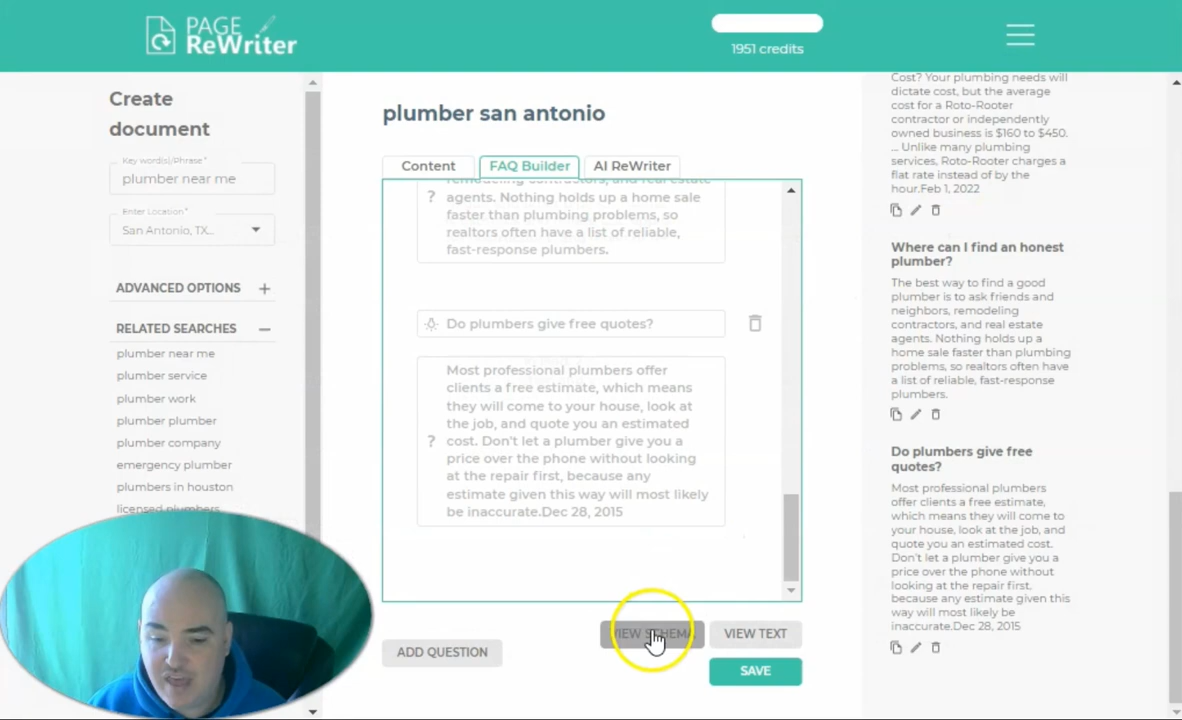 PAGE
ReWriter
1951 credits
Create
document
Key word(s)/Phrase*
plumber near me
Enter Location*
San Antonio, TX...
ADVANCED OPTIONS +
RELATED SEARCHES –
plumber near me
plumber service
plumber work
plumber plumber
plumber company
emergency plumber
plumbers in houston
licensed plumbers
plumber san antonio
Content
FAQ Builder
AI ReWriter
remodeling contractors, and real estate
agents. Nothing holds up a home sale
faster than plumbing problems, so
realtors often have a list of reliable,
fast-response plumbers.
?
Do plumbers give free quotes?
Most professional plumbers offer
clients a free estimate, which means
they will come to your house, look at
the job, and quote you an estimated
cost. Don't let a plumber give you a
price over the phone without looking
at the repair first, because any
estimate given this way will most likely
be inaccurate.Dec 28, 2015
?
ADD QUESTION
VIEW SCHEMA
VIEW TEXT
SAVE
Cost? Your plumbing needs will
dictate cost, but the average
cost for a Roto-Rooter
contractor or independently
owned business is $160 to $450.
... Unlike many plumbing
services, Roto-Rooter charges a
flat rate instead of by the
hour.Feb 1, 2022
Where can I find an honest
plumber?
The best way to find a good
plumber is to ask friends and
neighbors, remodeling
contractors, and real estate
agents. Nothing holds up a
home sale faster than plumbing
problems, so realtors often have
a list of reliable, fast-response
plumbers.
Do plumbers give free
quotes?
Most professional plumbers
offer clients a free estimate,
which means they will come to
your house, look at the job, and
quote you an estimated cost.
Don't let a plumber give you a
price over the phone without
looking at the repair first,
because any estimate given this
way will most likely be
inaccurate.Dec 28, 2015